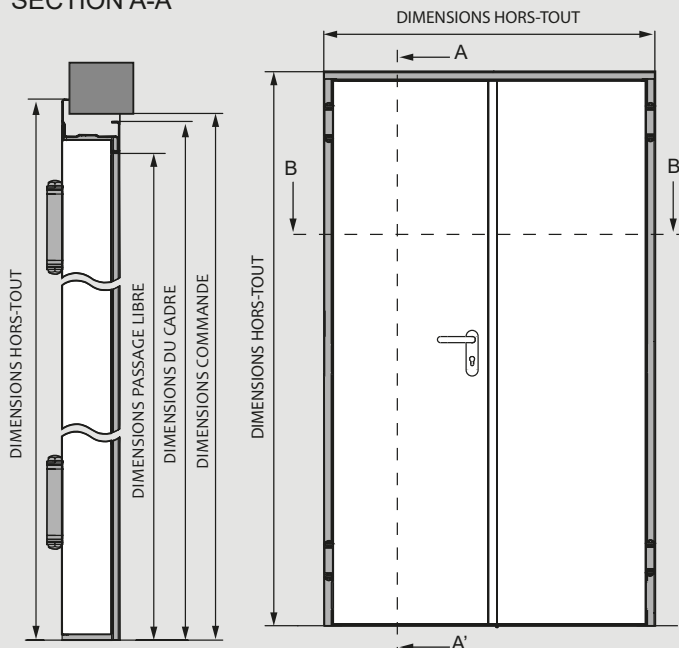 SECTION A-A
DIMENSIONS HORS-TOUT
A
B
B
DIMENSIONS HORS-TOUT
DIMENSIONS PASSAGE LIBRE
DIMENSIONS DU CADRE
DIMENSIONS COMMANDE
DIMENSIONS HORS-TOUT
A'